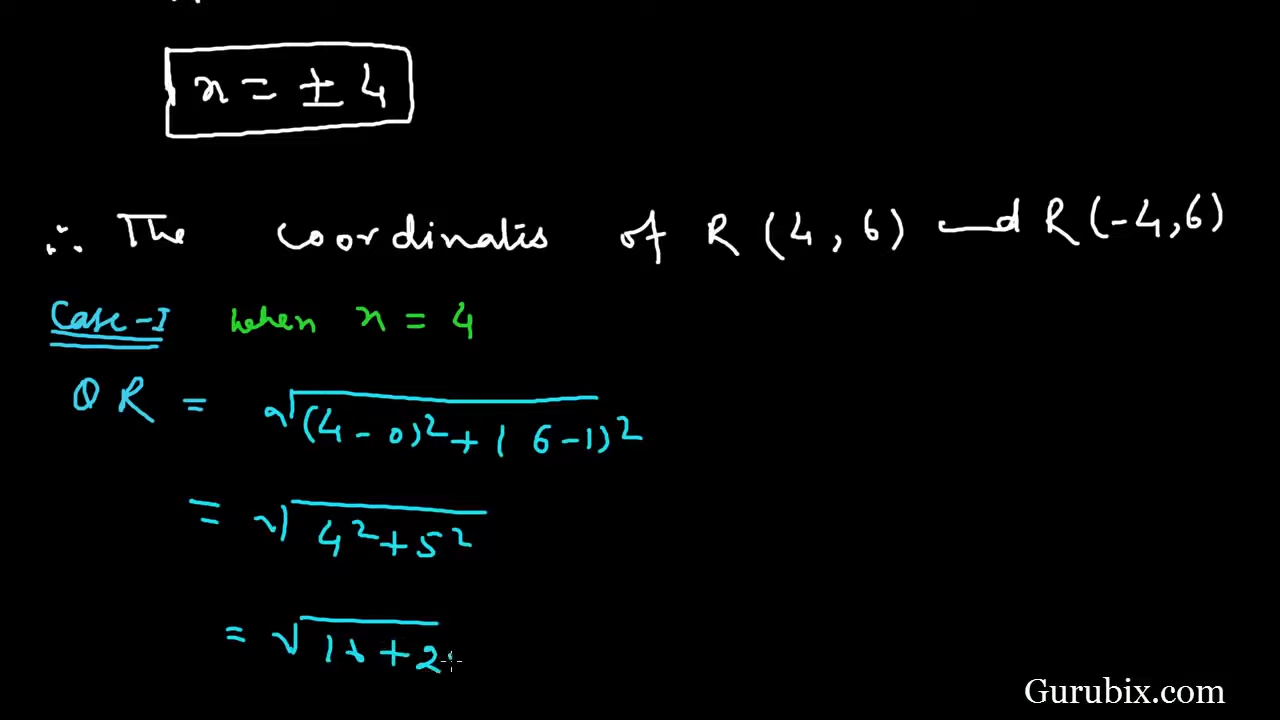 x = ± 4
∴ The coordinates of R (4, 6) and R (-4, 6)
Case-I when x = 4
QR = √(4-0)² + (6-1)²
= √4² + 5²
= √16 + 2
Gurubix.com